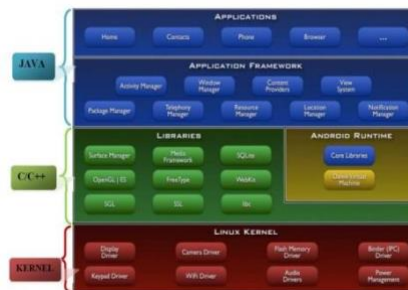 APPLICATIONS
Home Contacts Phone Browser ...
JAVA
APPLICATION FRAMEWORK
Activity Manager Window Manager Content Providers View System
Package Manager Telephony Manager Resource Manager Location Manager Notification Manager
LIBRARIES
ANDROID RUNTIME
Surface Manager Media Framework SQLite
Core Libraries
C/C++
OpenGL | ES FreeType WebKit
Dalvik Virtual Machine
SGL SSL libc
LINUX KERNEL
Display Driver Camera Driver Flash Memory Driver Binder (IPC) Driver
KERNEL
Keypad Driver WiFi Driver Audio Drivers Power Management